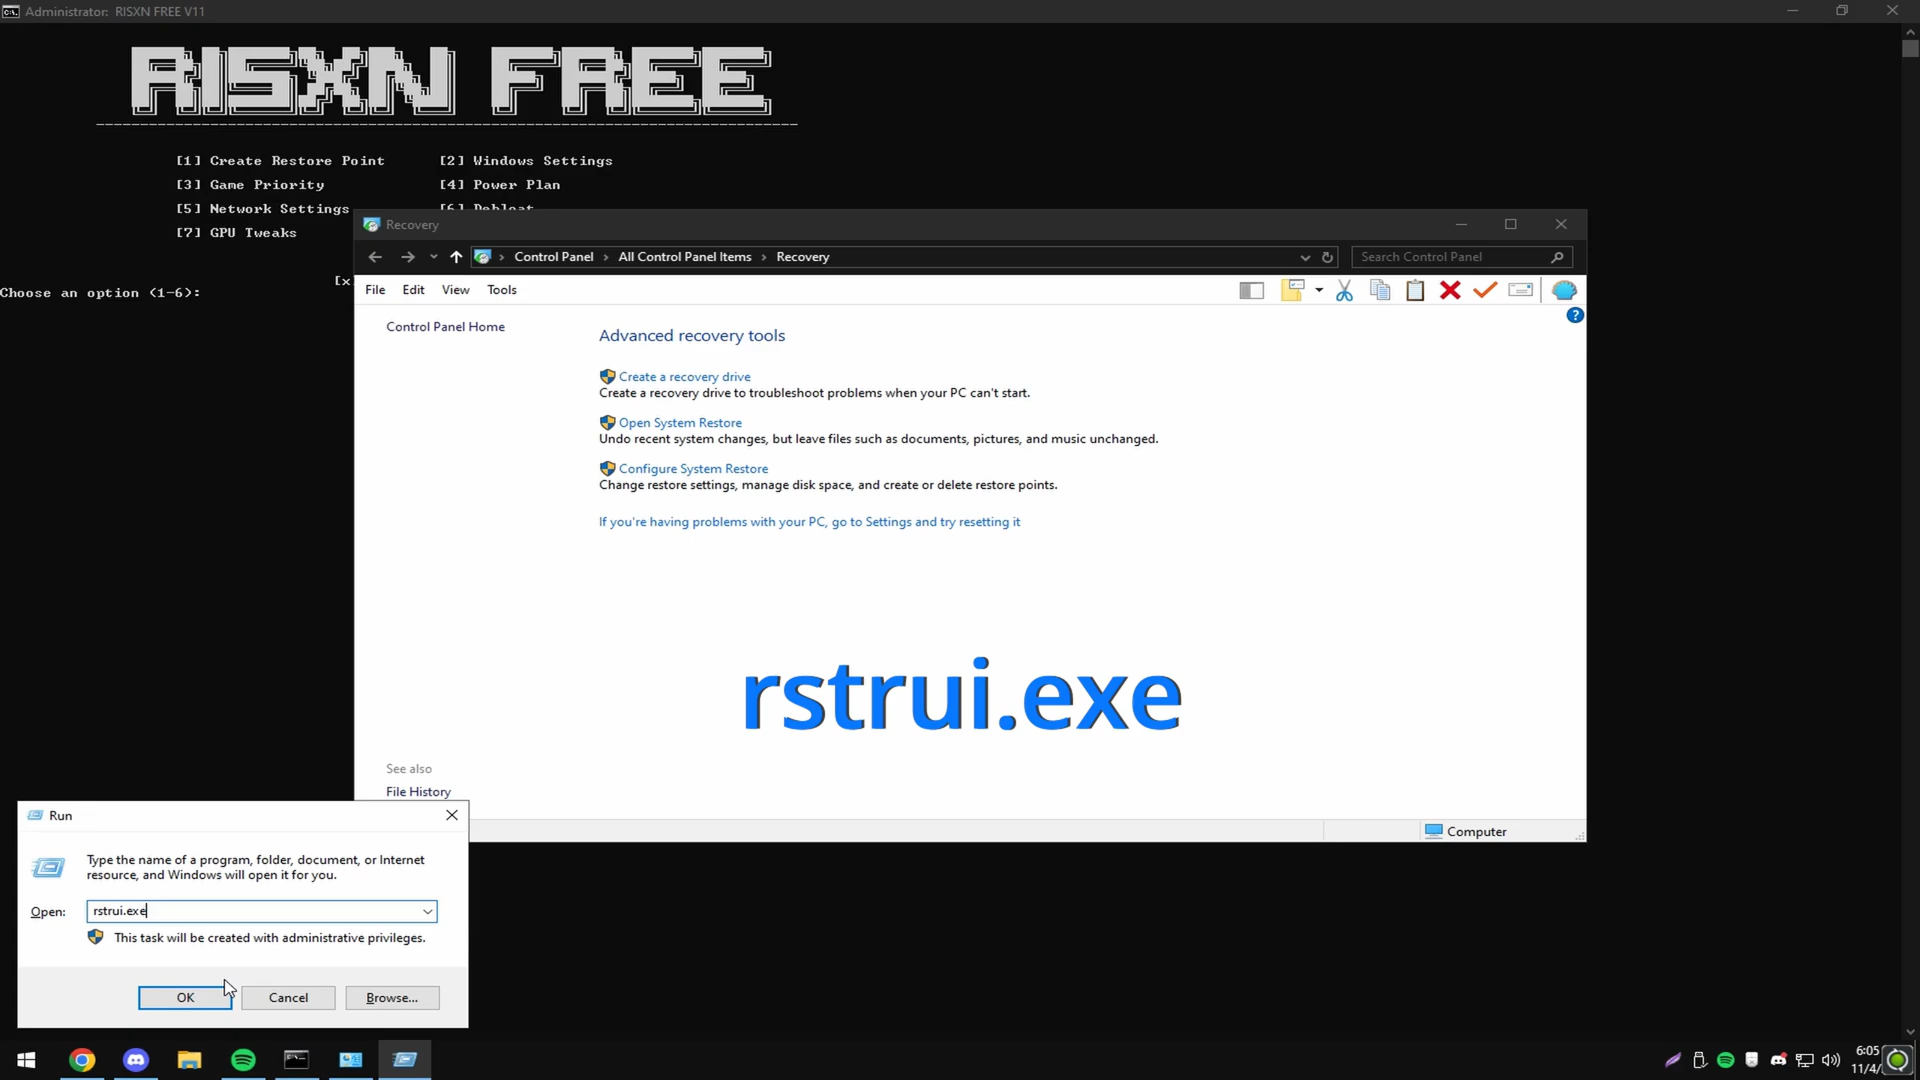 Administrator: RISXN FREE V11
RISXN FREE
[1] Create Restore Point [2] Windows Settings
[3] Game Priority [4] Power Plan
[5] Network Settings [6] Debloat
[7] GPU Tweaks
[x
Choose an option (1-6):
Recovery
Control Panel › All Control Panel Items › Recovery
Search Control Panel
File Edit View Tools
Control Panel Home
Advanced recovery tools
Create a recovery drive
Create a recovery drive to troubleshoot problems when your PC can't start.
Open System Restore
Undo recent system changes, but leave files such as documents, pictures, and music unchanged.
Configure System Restore
Change restore settings, manage disk space, and create or delete restore points.
If you're having problems with your PC, go to Settings and try resetting it
rstrui.exe
See also
File History
Computer
Run
Type the name of a program, folder, document, or Internet
resource, and Windows will open it for you.
Open: rstrui.exe
This task will be created with administrative privileges.
OK Cancel Browse...
6:05
11/4/